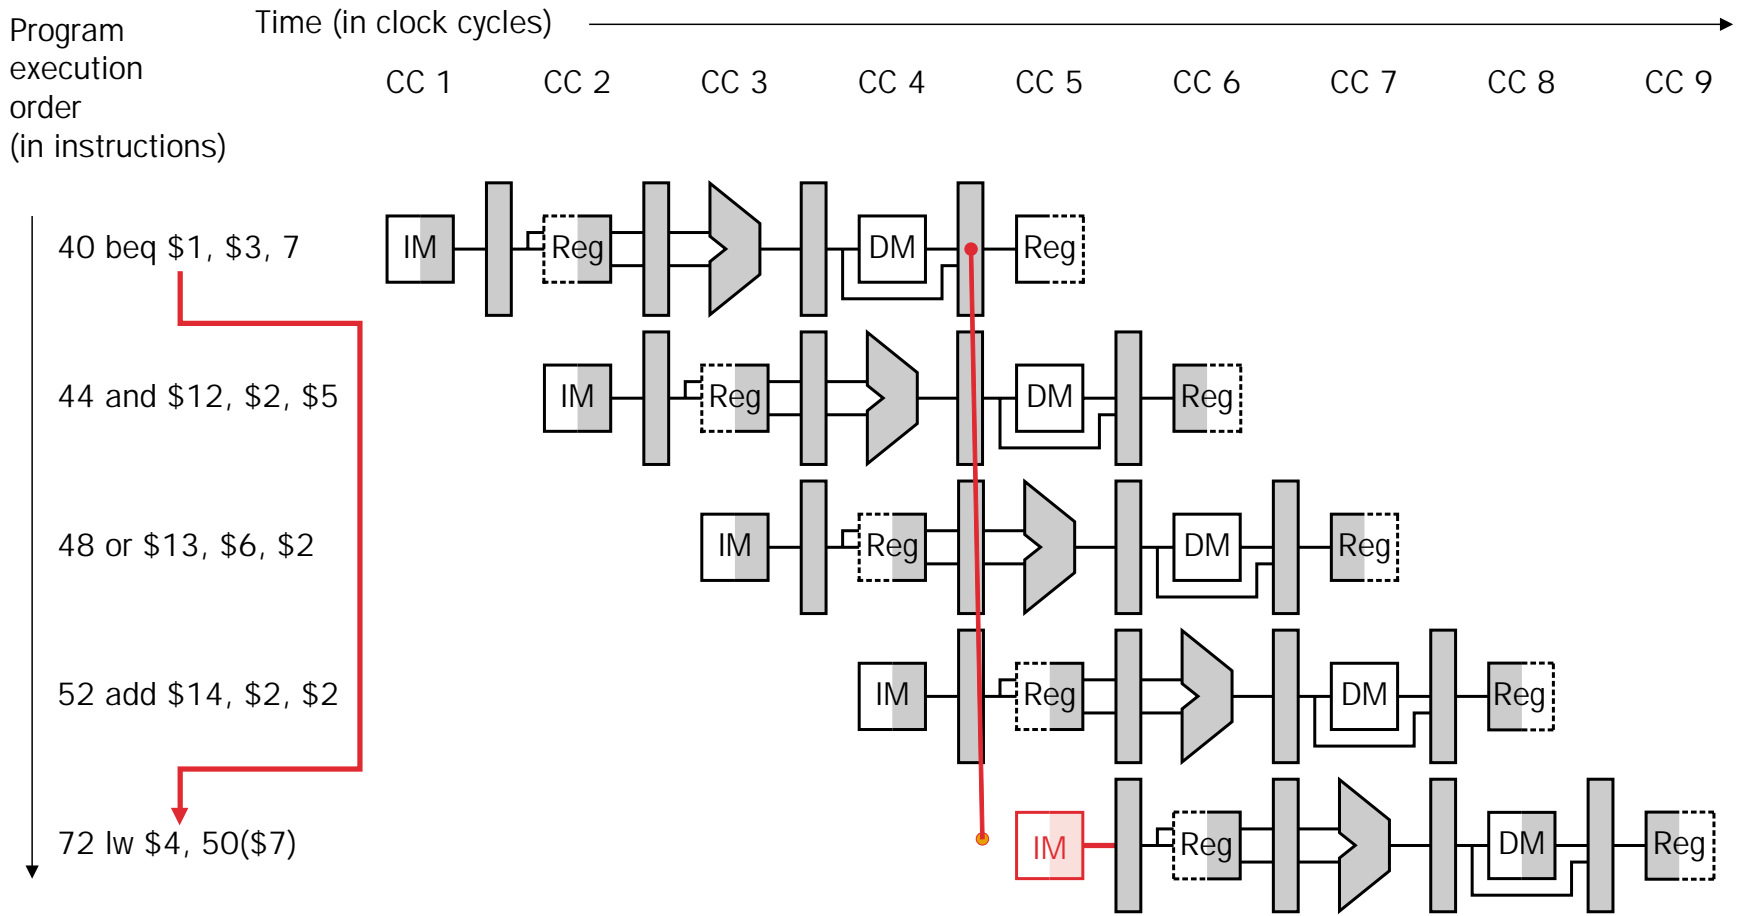 Program
execution
order
(in instructions)
Time (in clock cycles)
CC 1 CC 2 CC 3 CC 4 CC 5 CC 6 CC 7 CC 8 CC 9
40 beq $1, $3, 7
IM Reg DM Reg
44 and $12, $2, $5
IM Reg DM Reg
48 or $13, $6, $2
IM Reg DM Reg
52 add $14, $2, $2
IM Reg DM Reg
72 lw $4, 50($7)
IM Reg DM Reg